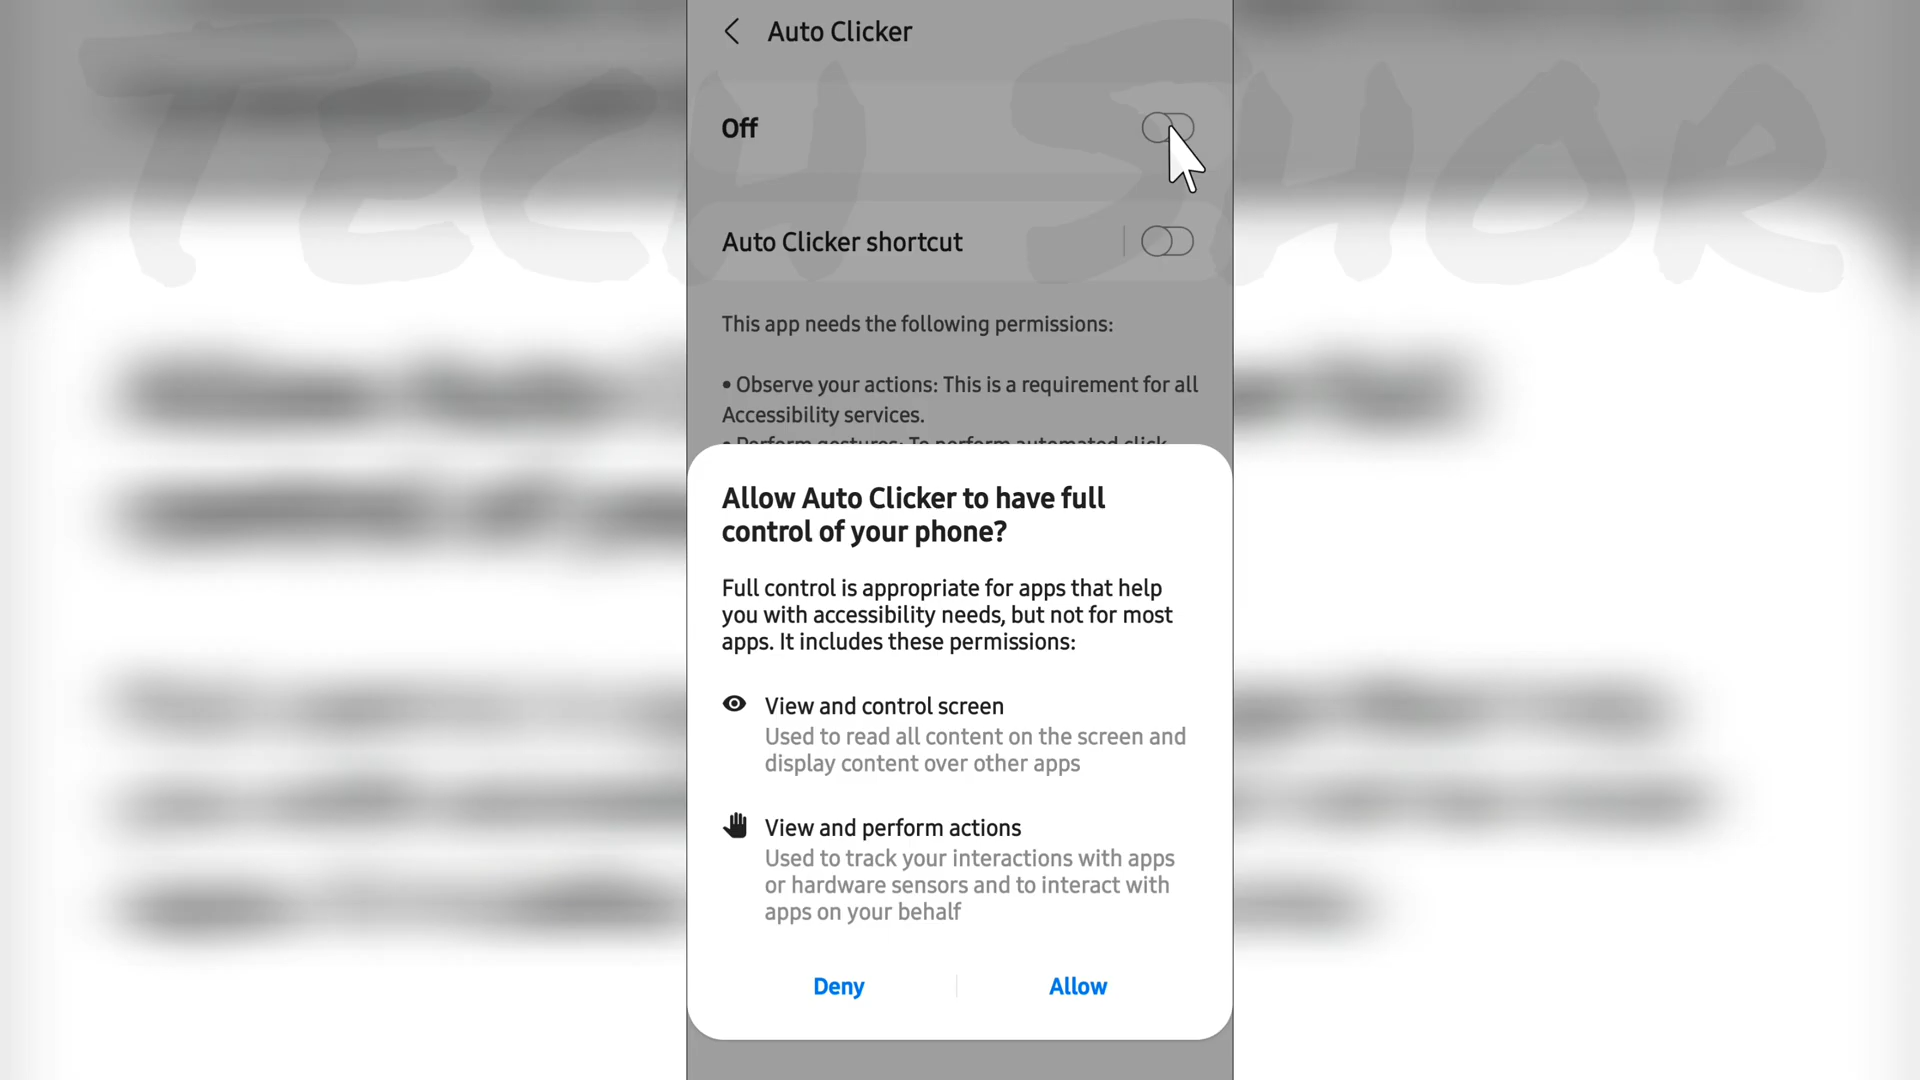 Auto Clicker
TECH SHOR
Off
Auto Clicker shortcut
This app needs the following permissions:
• Observe your actions: This is a requirement for all
Accessibility services.
• Perform gestures: To perform automated click
Allow Auto Clicker to have full
control of your phone?
Full control is appropriate for apps that help
you with accessibility needs, but not for most
apps. It includes these permissions:
View and control screen
Used to read all content on the screen and
display content over other apps
View and perform actions
Used to track your interactions with apps
or hardware sensors and to interact with
apps on your behalf
Deny
Allow